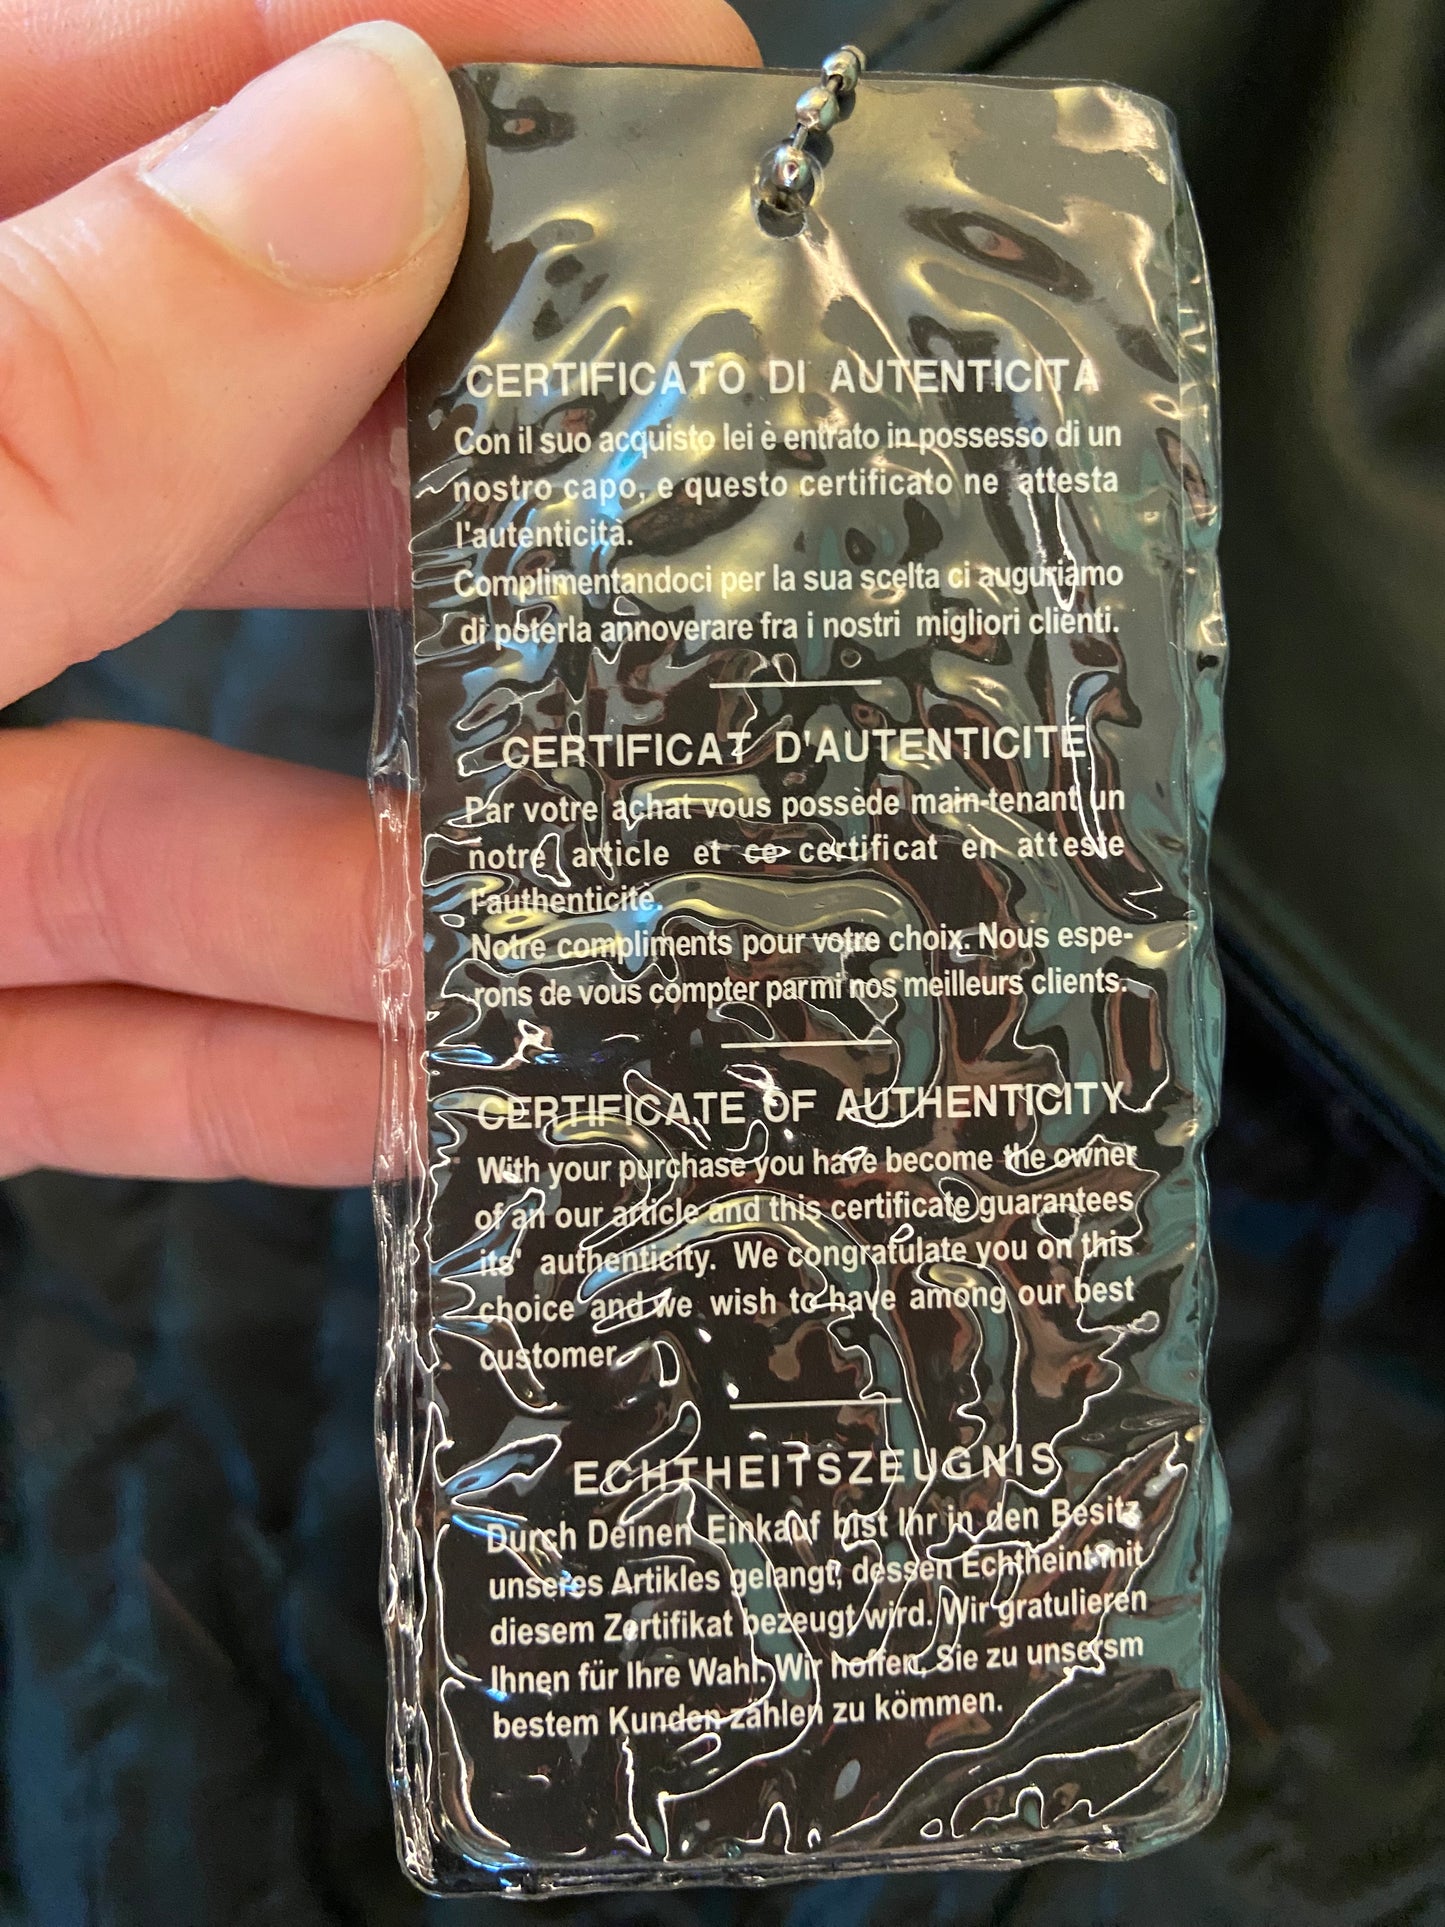 CERTIFICATO DI AUTENTICITA
Con il suo acquisto lei è entrato in possesso di un
nostro capo, e questo certificato ne attesta
l'autenticità.
Complimentandoci per la sua scelta ci auguriamo
di poterla annoverare fra i nostri migliori clienti.
CERTIFICAT D'AUTENTICITÈ
Par votre achat vous possède main-tenant un
notre article et ce certificat en atteste
l'authenticitè.
Notre compliments pour votre choix. Nous espe-
rons de vous compter parmi nos meilleurs clients.
CERTIFICATE OF AUTHENTICITY
With your purchase you have become the owner
of an our article and this certificate guarantees
its' authenticity. We congratulate you on this
choice and we wish to have among our best
customer.
ECHTHEITSZEUGNIS
Durch Deinen Einkauf bist Ihr in den Besitz
unseres Artikles gelangt, dessen Echtheint mit
diesem Zertifikat bezeugt wird. Wir gratulieren
Ihnen für Ihre Wahl. Wir hoffen, Sie zu unsersm
bestem Kunden zählen zu kömmen.